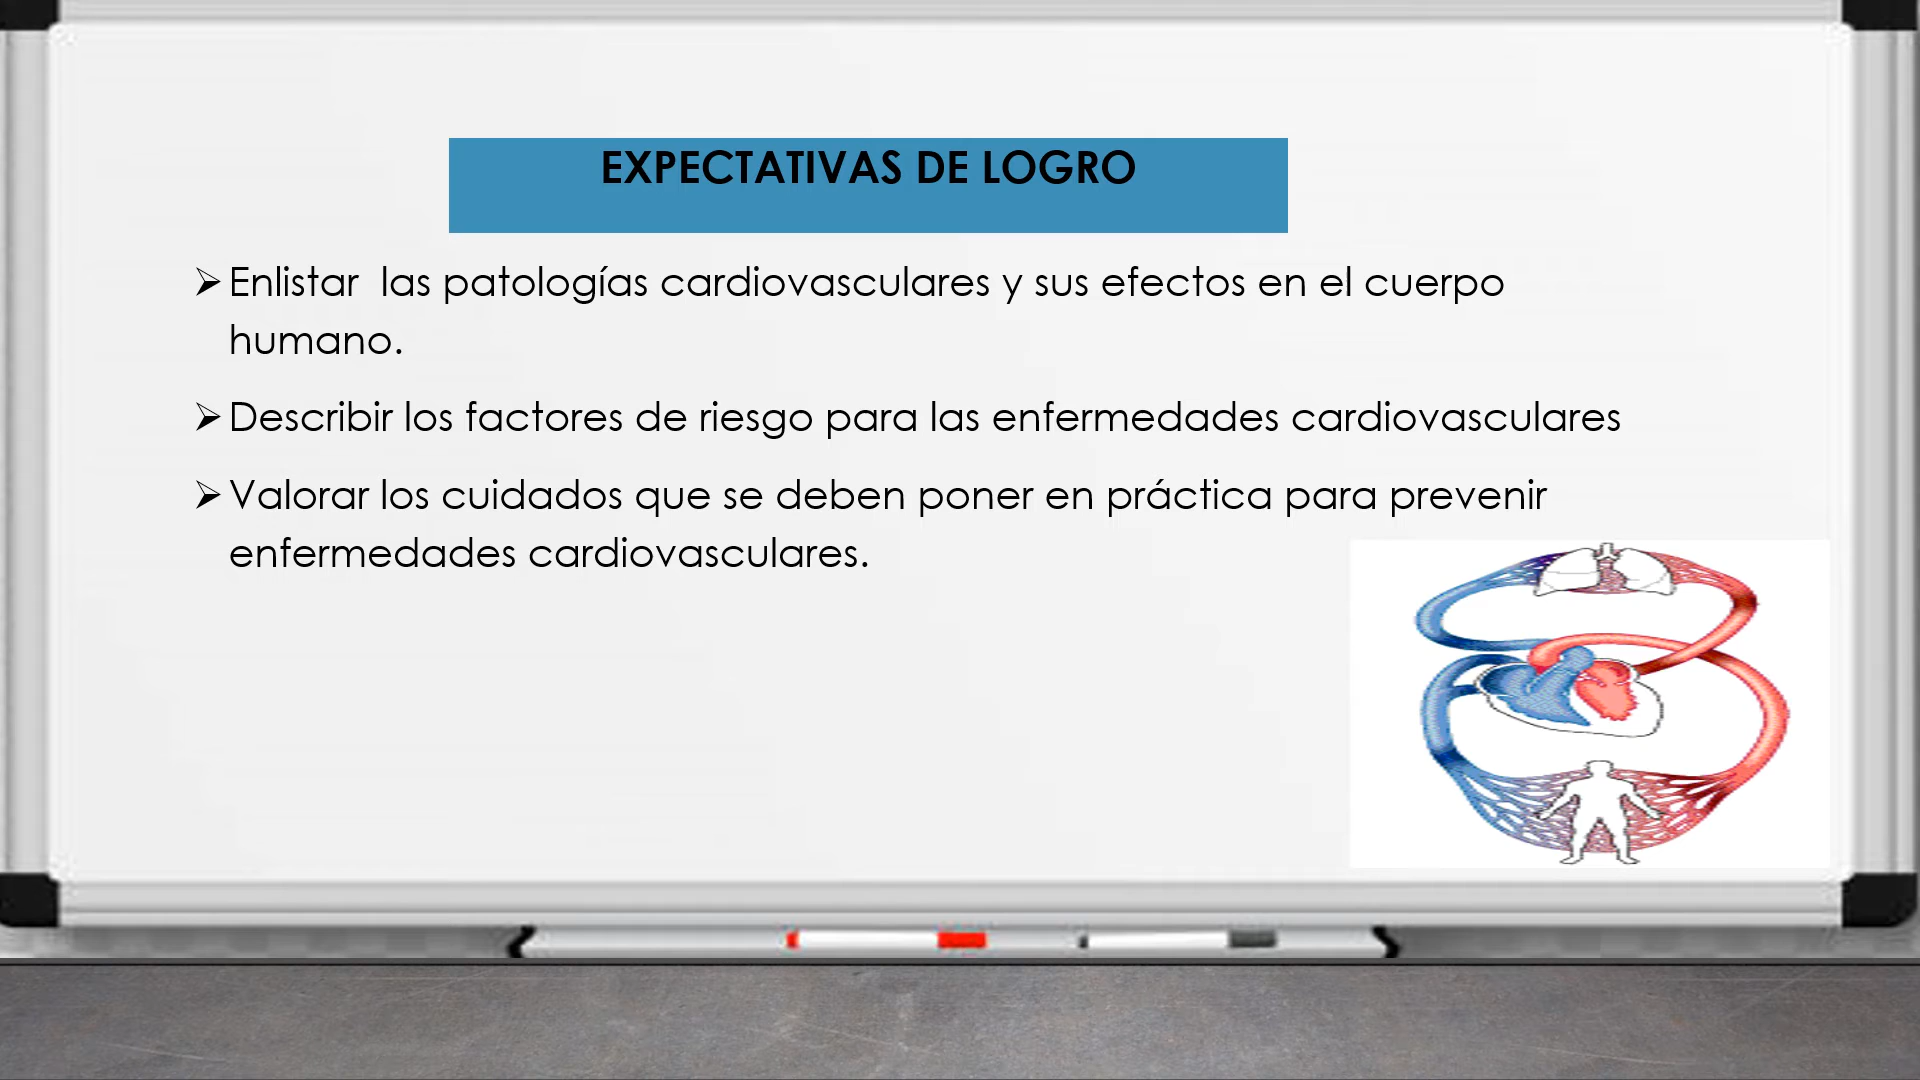 EXPECTATIVAS DE LOGRO
Enlistar  las patologías cardiovasculares y sus efectos en el cuerpo
humano.
Describir los factores de riesgo para las enfermedades cardiovasculares
Valorar los cuidados que se deben poner en práctica para prevenir
enfermedades cardiovasculares.